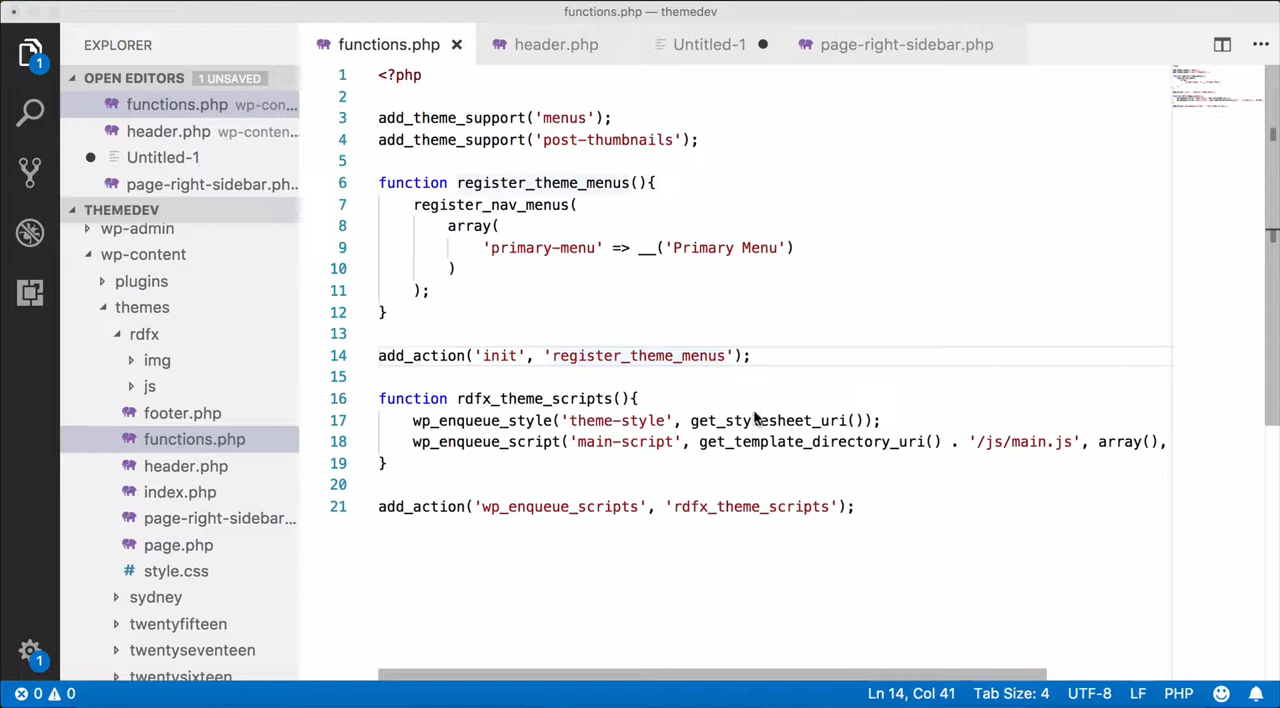 functions.php — themedev
EXPLORER
OPEN EDITORS 1 UNSAVED
functions.php wp-con...
header.php wp-conten...
Untitled-1
page-right-sidebar.ph...
THEMEDEV
wp-admin
wp-content
plugins
themes
rdfx
img
js
footer.php
functions.php
header.php
index.php
page-right-sidebar...
page.php
style.css
sydney
twentyfifteen
twentyseventeen
twentysixteen
1
1
functions.php header.php Untitled-1 page-right-sidebar.php
1 <?php
2
3 add_theme_support('menus');
4 add_theme_support('post-thumbnails');
5
6 function register_theme_menus(){
7 register_nav_menus(
8 array(
9 'primary-menu' => __('Primary Menu')
10 )
11 );
12 }
13
14 add_action('init', 'register_theme_menus');
15
16 function rdfx_theme_scripts(){
17 wp_enqueue_style('theme-style', get_stylesheet_uri());
18 wp_enqueue_script('main-script', get_template_directory_uri() . '/js/main.js', array(),
19 }
20
21 add_action('wp_enqueue_scripts', 'rdfx_theme_scripts');
0 0 Ln 14, Col 41 Tab Size: 4 UTF-8 LF PHP